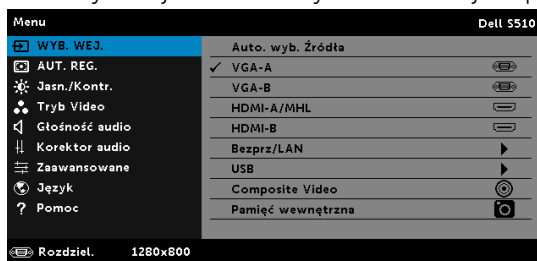 Menu Dell S510
WYB. WEJ. Auto. wyb. Źródła
AUT. REG. VGA-A
Jasn./Kontr. VGA-B
Tryb Video HDMI-A/MHL
Głośność audio HDMI-B
Korektor audio Bezprz/LAN
Zaawansowane USB
Język Composite Video
Pomoc Pamięć wewnętrzna
Rozdziel. 1280x800